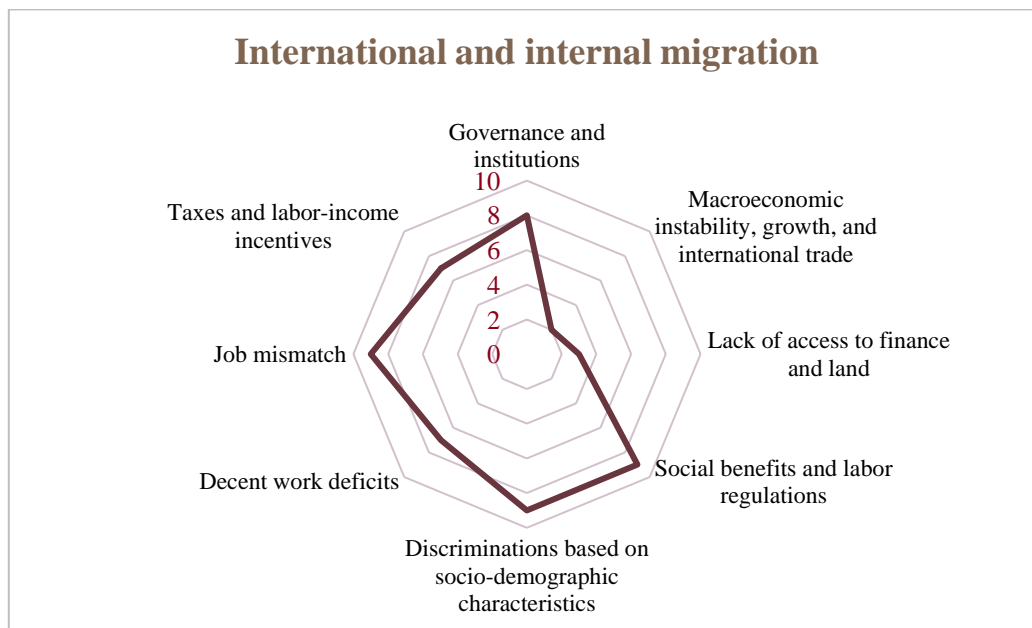 International and internal migration
Governance and
institutions
10
8
6
4
2
0
Macroeconomic
instability, growth, and
international trade
Lack of access to finance
and land
Social benefits and labor
regulations
Discriminations based on
socio-demographic
characteristics
Decent work deficits
Job mismatch
Taxes and labor-income
incentives